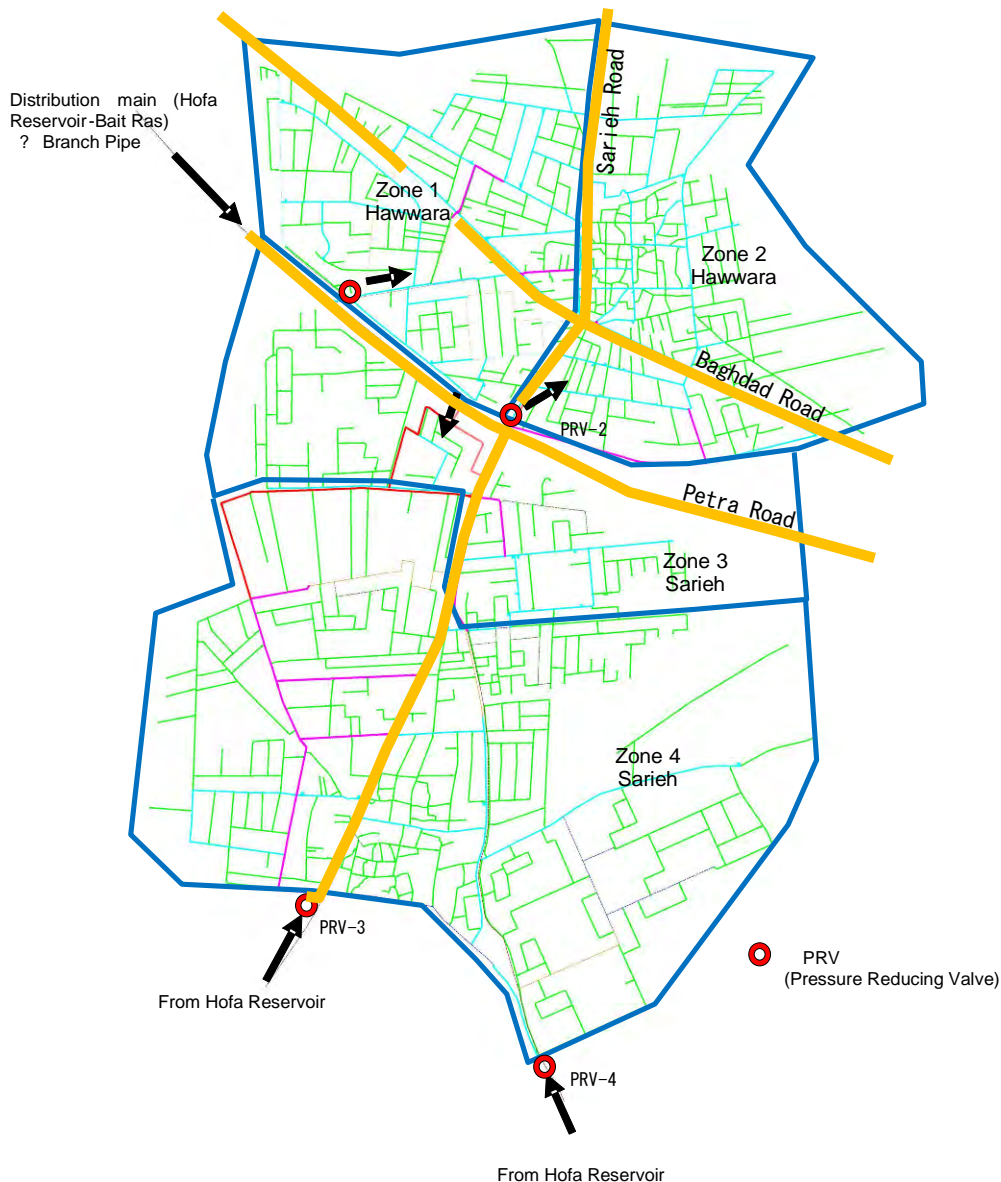 Distribution main (Hofa
Reservoir-Bait Ras)
? Branch Pipe
Sarieh Road
Zone 1
Hawwara
Zone 2
Hawwara
Baghdad Road
PRV-2
Petra Road
Zone 3
Sarieh
Zone 4
Sarieh
PRV-3
PRV
(Pressure Reducing Valve)
From Hofa Reservoir
PRV-4
From Hofa Reservoir